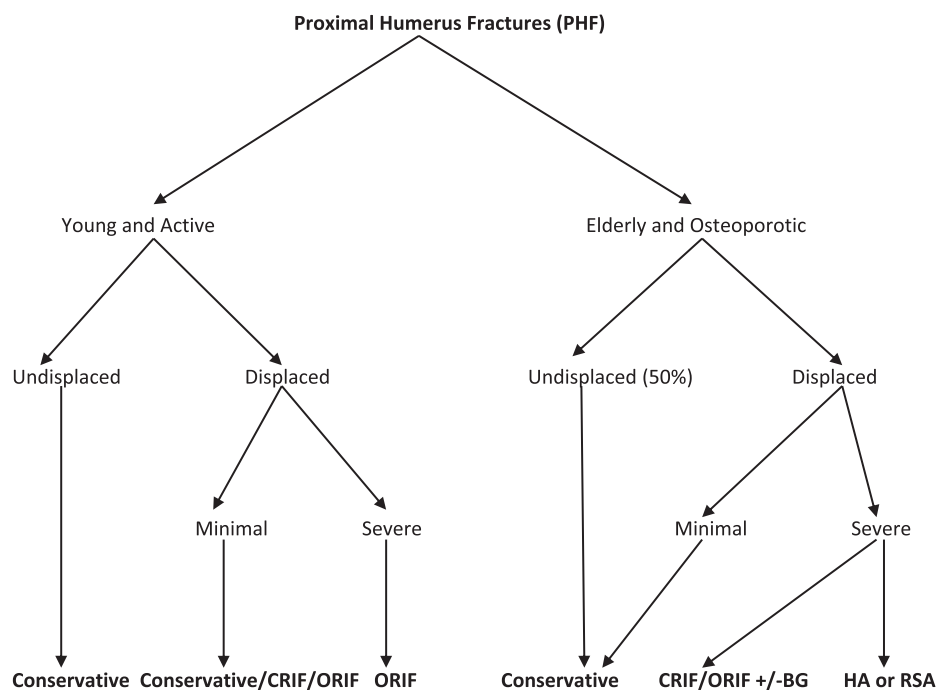 Proximal Humerus Fractures (PHF)
Young and Active
Elderly and Osteoporotic
Undisplaced
Displaced
Undisplaced (50%)
Displaced
Minimal
Severe
Minimal
Severe
Conservative
Conservative/CRIF/ORIF
ORIF
Conservative
CRIF/ORIF +/-BG
HA or RSA